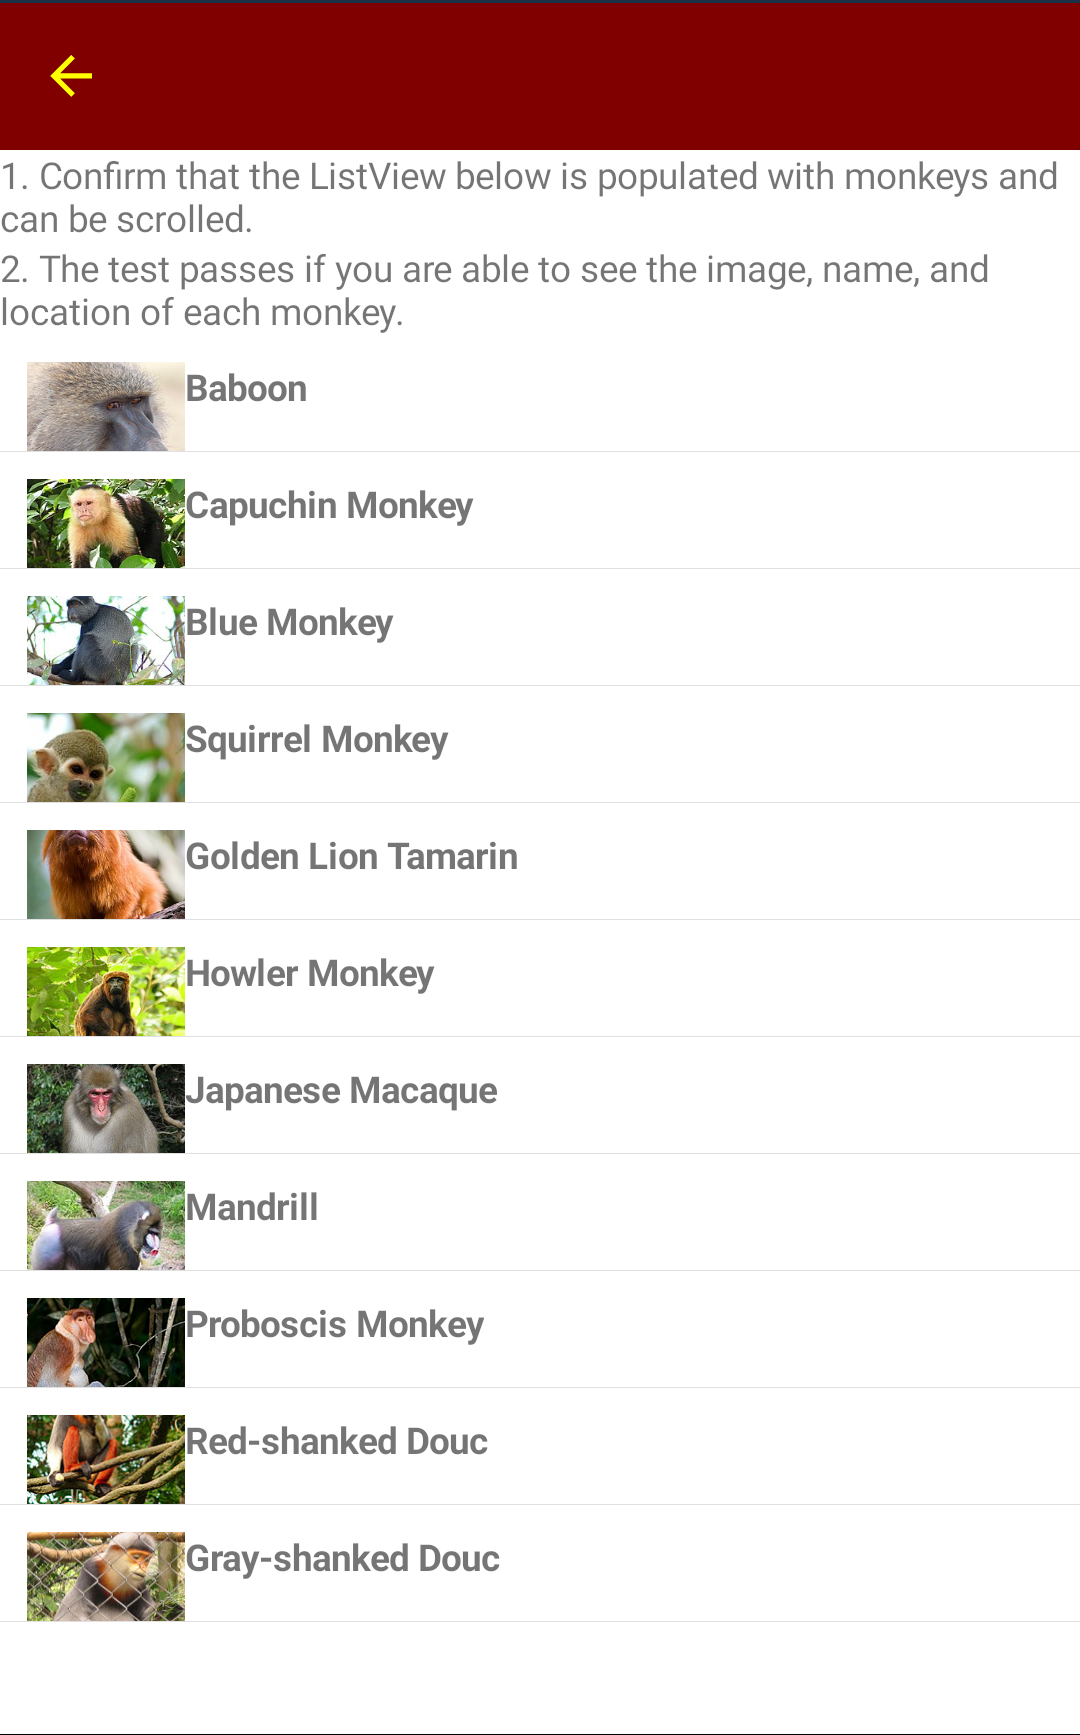 1. Confirm that the ListView below is populated with monkeys and
can be scrolled.
2. The test passes if you are able to see the image, name, and
location of each monkey.
Baboon
Capuchin Monkey
Blue Monkey
Squirrel Monkey
Golden Lion Tamarin
Howler Monkey
Japanese Macaque
Mandrill
Proboscis Monkey
Red-shanked Douc
Gray-shanked Douc